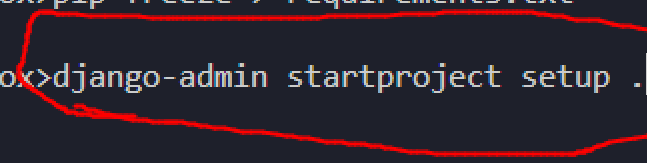 ox>pip freeze > requirements.txt
ox>django-admin startproject setup .